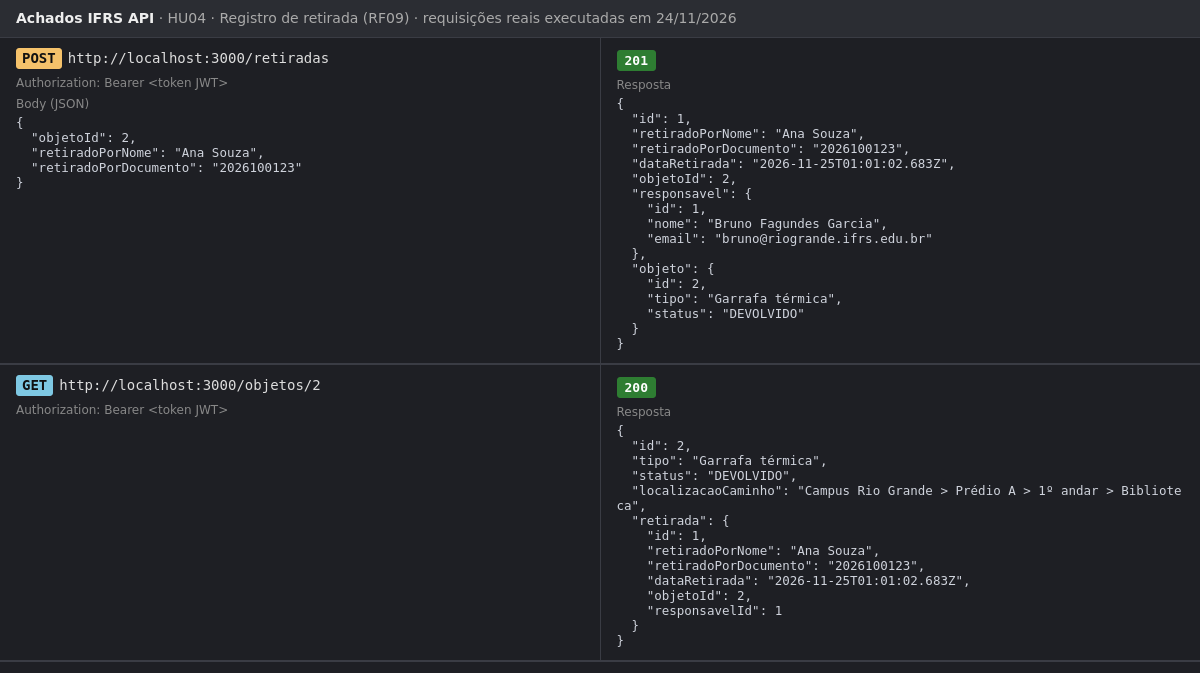 Achados IFRS API · HU04 · Registro de retirada (RF09) · requisições reais executadas em 24/11/2026
POST http://localhost:3000/retiradas
Authorization: Bearer <token JWT>
Body (JSON)
{
  "objetoId": 2,
  "retiradoPorNome": "Ana Souza",
  "retiradoPorDocumento": "2026100123"
}
201
Resposta
{
  "id": 1,
  "retiradoPorNome": "Ana Souza",
  "retiradoPorDocumento": "2026100123",
  "dataRetirada": "2026-11-25T01:01:02.683Z",
  "objetoId": 2,
  "responsavel": {
    "id": 1,
    "nome": "Bruno Fagundes Garcia",
    "email": "bruno@riogrande.ifrs.edu.br"
  },
  "objeto": {
    "id": 2,
    "tipo": "Garrafa térmica",
    "status": "DEVOLVIDO"
  }
}
GET http://localhost:3000/objetos/2
Authorization: Bearer <token JWT>
200
Resposta
{
  "id": 2,
  "tipo": "Garrafa térmica",
  "status": "DEVOLVIDO",
  "localizacaoCaminho": "Campus Rio Grande > Prédio A > 1º andar > Bibliote
ca",
  "retirada": {
    "id": 1,
    "retiradoPorNome": "Ana Souza",
    "retiradoPorDocumento": "2026100123",
    "dataRetirada": "2026-11-25T01:01:02.683Z",
    "objetoId": 2,
    "responsavelId": 1
  }
}